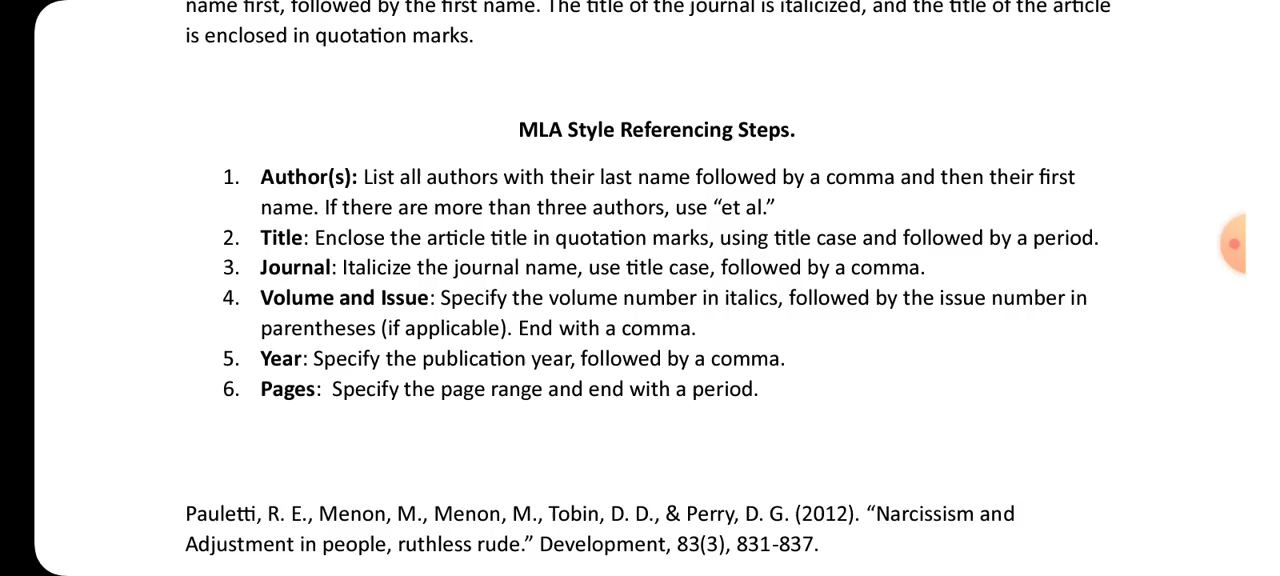 name first, followed by the first name. The title of the journal is italicized, and the title of the article
is enclosed in quotation marks.
MLA Style Referencing Steps.
1. Author(s): List all authors with their last name followed by a comma and then their first
name. If there are more than three authors, use “et al.”
2. Title: Enclose the article title in quotation marks, using title case and followed by a period.
3. Journal: Italicize the journal name, use title case, followed by a comma.
4. Volume and Issue: Specify the volume number in italics, followed by the issue number in
parentheses (if applicable). End with a comma.
5. Year: Specify the publication year, followed by a comma.
6. Pages: Specify the page range and end with a period.
Pauletti, R. E., Menon, M., Menon, M., Tobin, D. D., & Perry, D. G. (2012). “Narcissism and
Adjustment in people, ruthless rude.” Development, 83(3), 831-837.